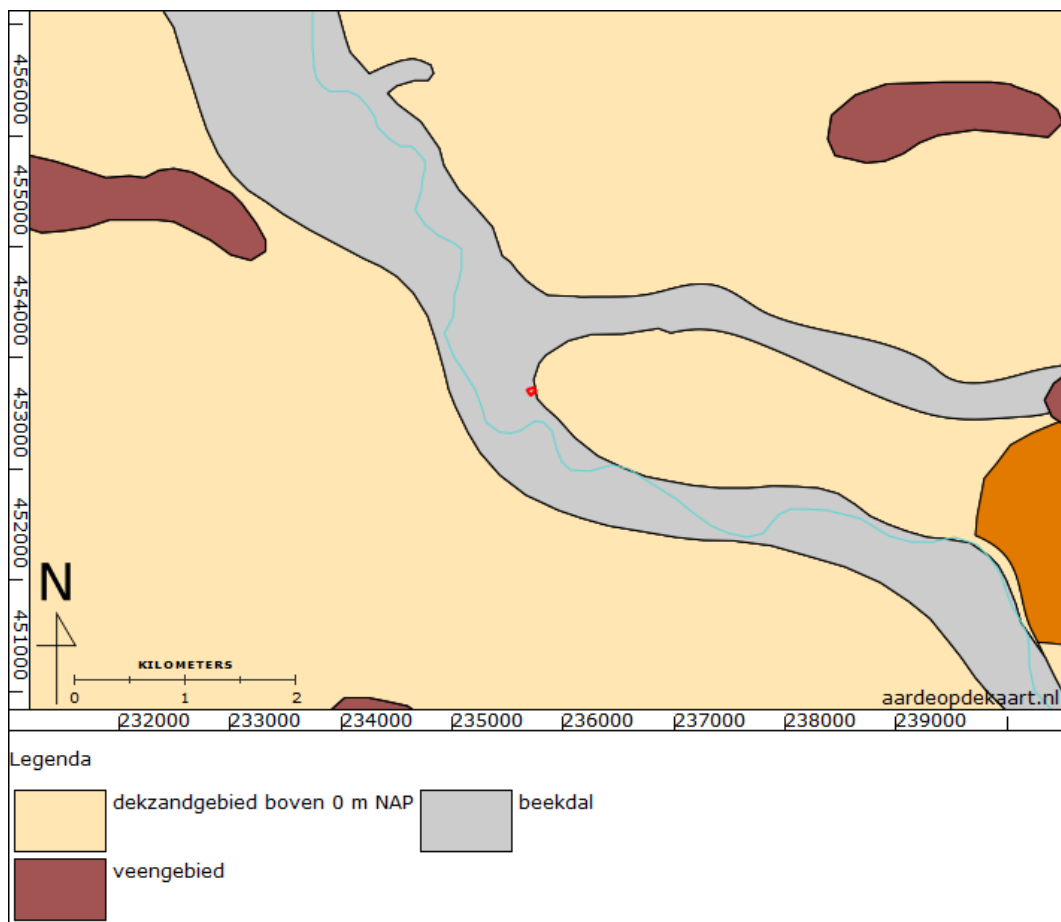 456000
455000
454000
453000
452000
451000
N
KILOMETERS
0 1 2
aardeopdekaart.nl
232000 233000 234000 235000 236000 237000 238000 239000
Legenda
dekzandgebied boven 0 m NAP
beekdal
veengebied